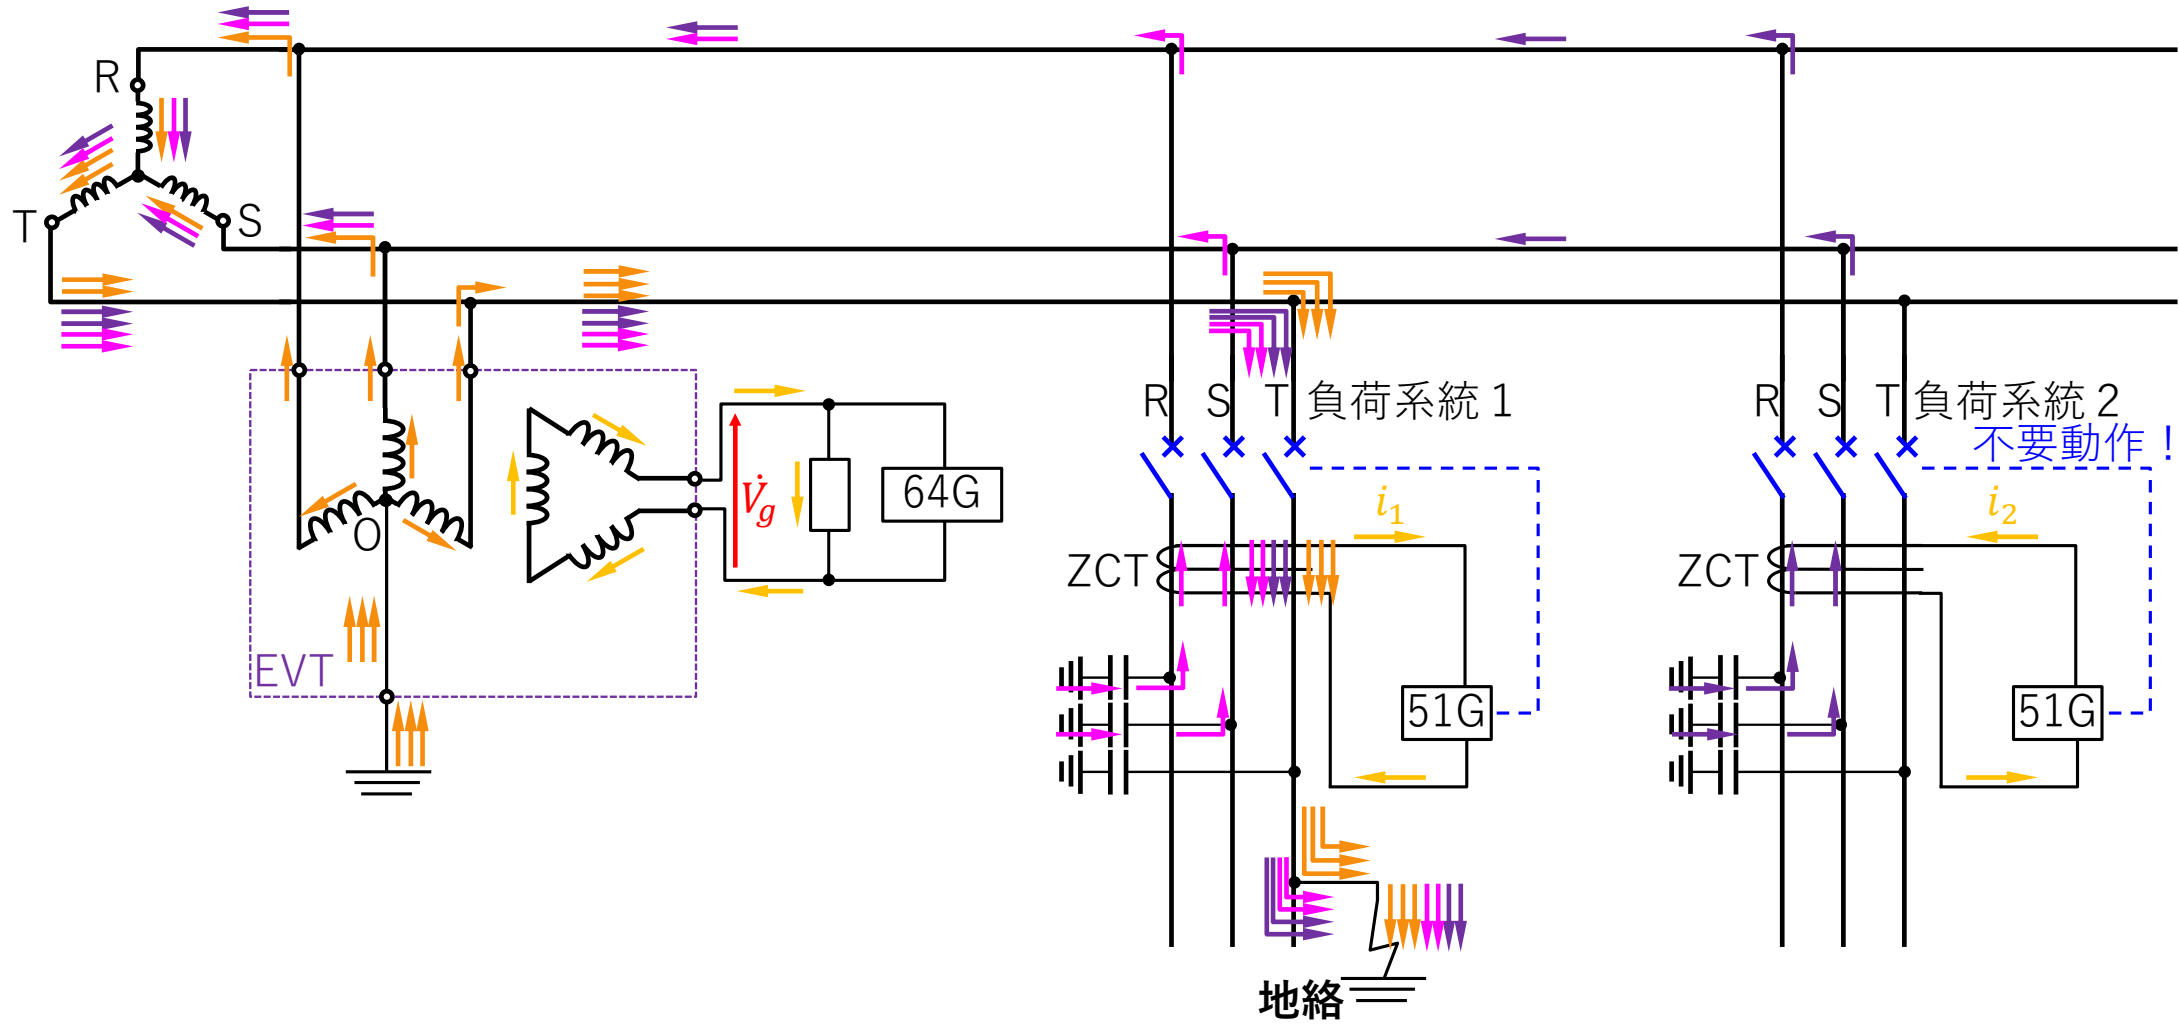 R
T
S
R S T 負荷系統 1
R S T 負荷系統 2
不要動作！
64G
V̇g
i1
i2
O
ZCT
ZCT
EVT
51G
51G
地絡